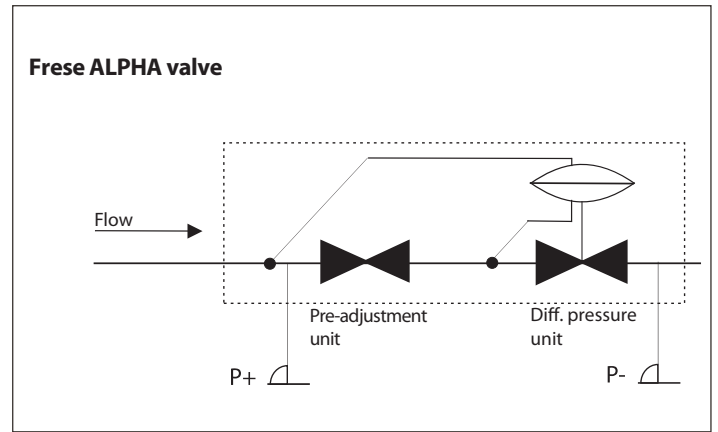 Frese ALPHA valve
Flow
Pre-adjustment
unit
Diff. pressure
unit
P+
P-